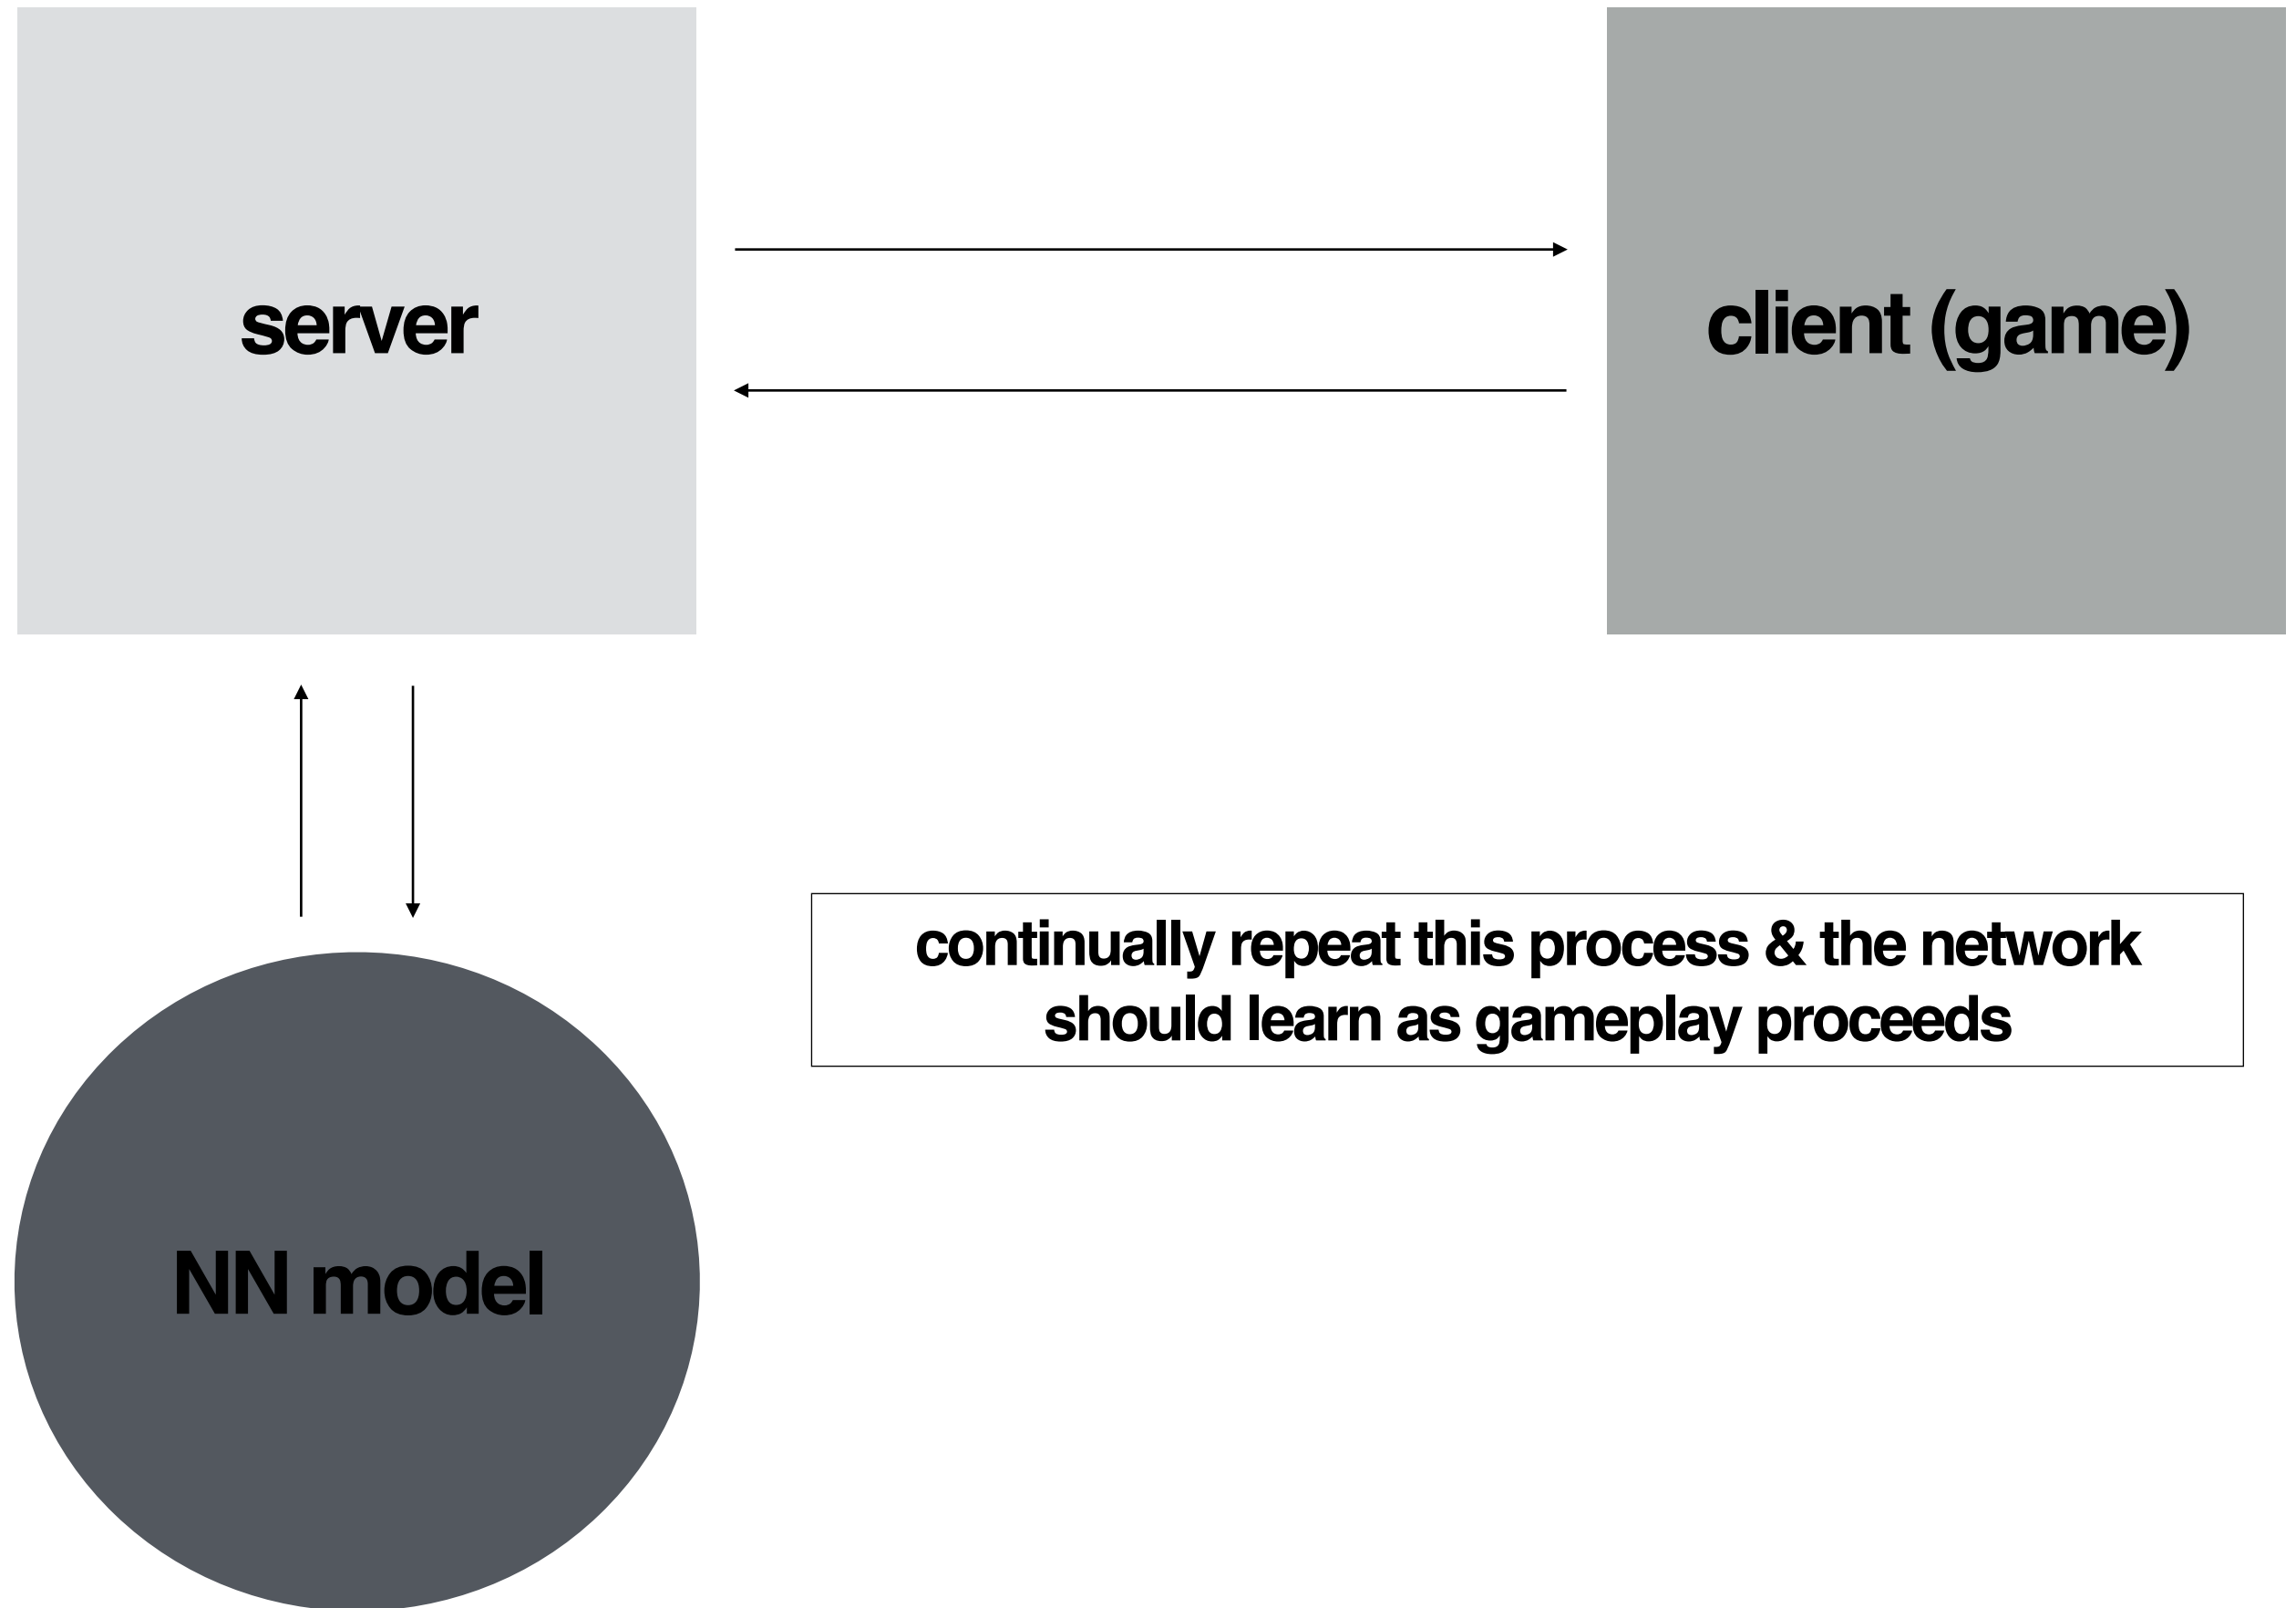 server
client (game)
continually repeat this process & the network
should learn as gameplay proceeds
NN model